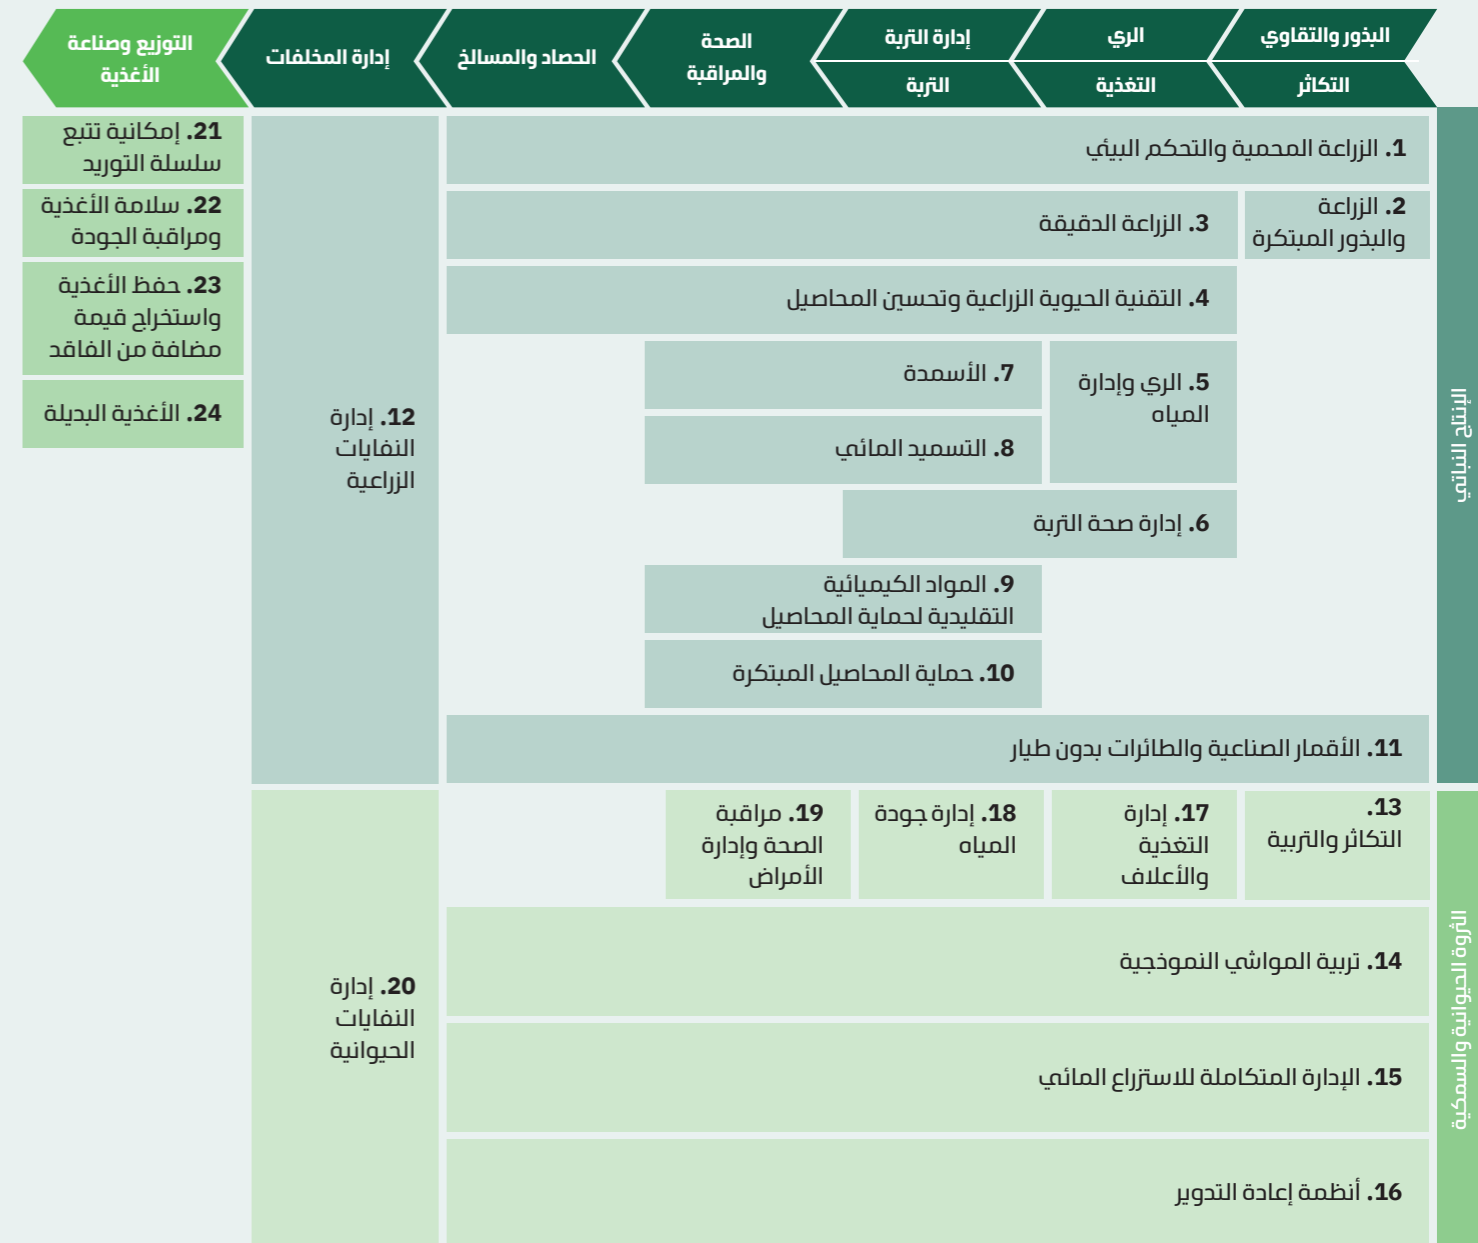 البذور والتقاوي
التكاثر
الري
التغذية
إدارة التربة
التربة
الصحة
والمراقبة
الحصاد والمسالخ
إدارة المخلفات
التوزيع وصناعة
الأغذية
الإنتاج النباتي
1. الزراعة المحمية والتحكم البيئي
2. الزراعة
والبذور المبتكرة
3. الزراعة الدقيقة
4. التقنية الحيوية الزراعية وتحسين المحاصيل
5. الري وإدارة
المياه
7. الأسمدة
8. التسميد المائي
6. إدارة صحة التربة
9. المواد الكيميائية
التقليدية لحماية المحاصيل
10. حماية المحاصيل المبتكرة
11. الأقمار الصناعية والطائرات بدون طيار
12. إدارة
النفايات
الزراعية
21. إمكانية تتبع
سلسلة التوريد
22. سلامة الأغذية
ومراقبة الجودة
23. حفظ الأغذية
واستخراج قيمة
مضافة من الفاقد
24. الأغذية البديلة
الثروة الحيوانية والسمكية
13.
التكاثر والتربية
17. إدارة
التغذية
والأعلاف
18. إدارة جودة
المياه
19. مراقبة
الصحة وإدارة
الأمراض
14. تربية المواشي النموذجية
15. الإدارة المتكاملة للاستزراع المائي
16. أنظمة إعادة التدوير
20. إدارة
النفايات
الحيوانية